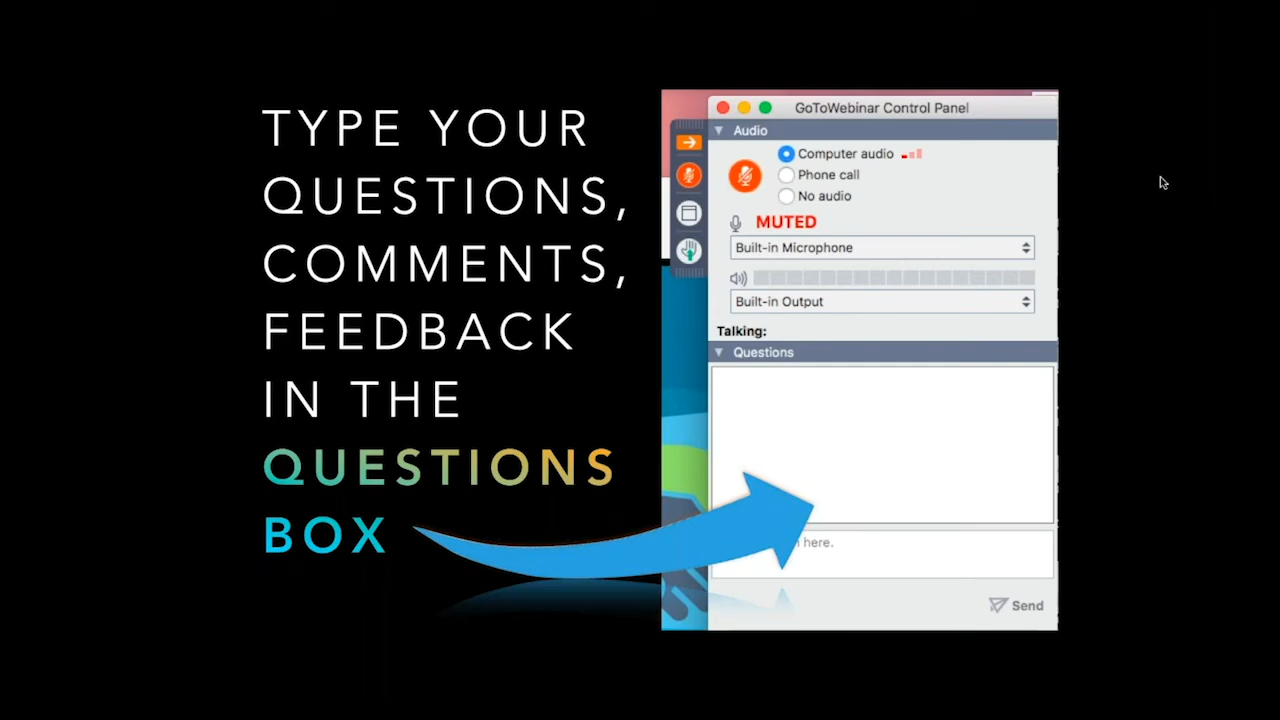 TYPE YOUR
QUESTIONS,
COMMENTS,
FEEDBACK
IN THE
QUESTIONS
BOX
GoToWebinar Control Panel
Audio
Computer audio
Phone call
No audio
MUTED
Built-in Microphone
Built-in Output
Talking:
Questions
here.
Send